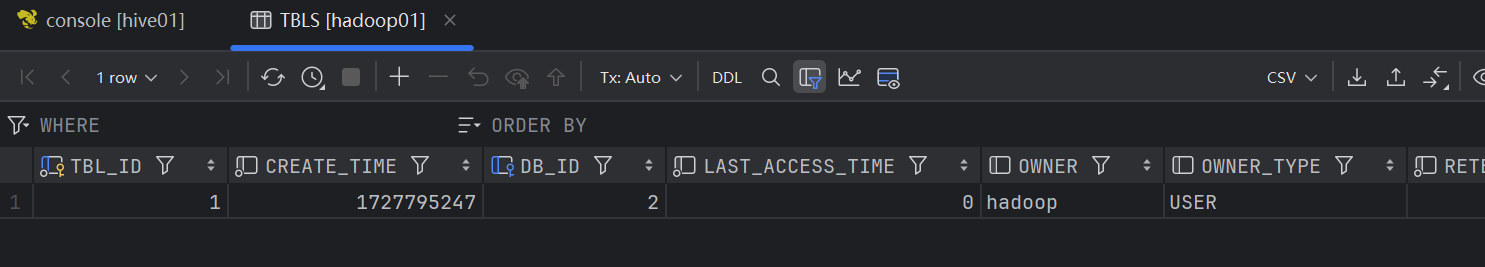 console [hive01] TBLS [hadoop01]
1 row Tx: Auto DDL CSV
WHERE ORDER BY
TBL_ID CREATE_TIME DB_ID LAST_ACCESS_TIME OWNER OWNER_TYPE RETE
1 1 1727795247 2 0 hadoop USER